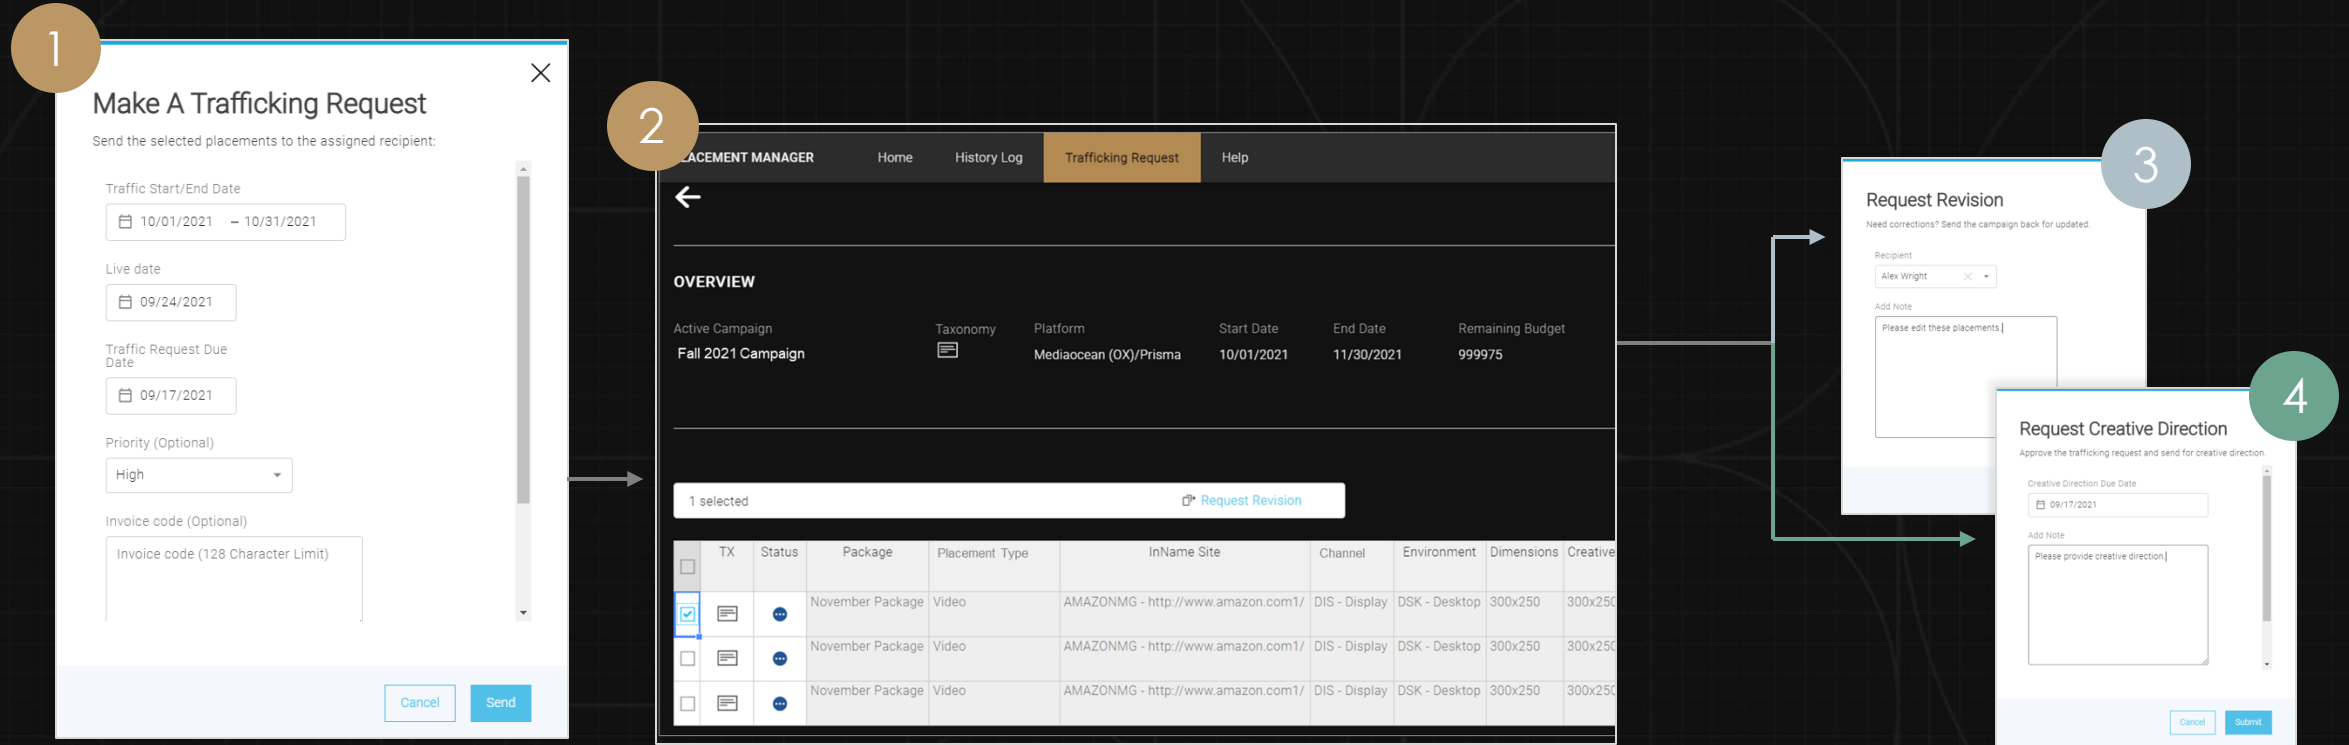 1
Make A Trafficking Request
Send the selected placements to the assigned recipient:
Traffic Start/End Date
10/01/2021 – 10/31/2021
Live date
09/24/2021
Traffic Request Due
Date
09/17/2021
Priority (Optional)
High
Invoice code (Optional)
Invoice code (128 Character Limit)
Cancel Send
2
LACEMENT MANAGER Home History Log Trafficking Request Help
OVERVIEW
Active Campaign Taxonomy Platform Start Date End Date Remaining Budget
Fall 2021 Campaign Mediaocean (OX)/Prisma 10/01/2021 11/30/2021 999975
1 selected Request Revision
TX Status Package Placement Type InName Site Channel Environment Dimensions Creative
November Package Video AMAZONMG - http://www.amazon.com1/ DIS - Display DSK - Desktop 300x250 300x250
November Package Video AMAZONMG - http://www.amazon.com1/ DIS - Display DSK - Desktop 300x250 300x250
November Package Video AMAZONMG - http://www.amazon.com1/ DIS - Display DSK - Desktop 300x250 300x250
3
Request Revision
Need corrections? Send the campaign back for updated.
Recipient
Alex Wright
Add Note
Please edit these placements.
4
Request Creative Direction
Approve the trafficking request and send for creative direction.
Creative Direction Due Date
09/17/2021
Add Note
Please provide creative direction.
Cancel Submit